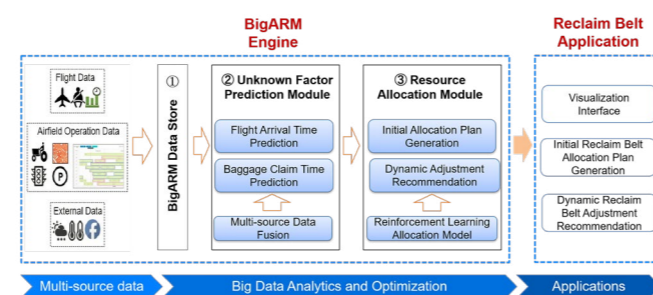 BigARM
Engine
Reclaim Belt
Application
Flight Data
Airfield Operation Data
P
External Data
①
BigARM Data Store
② Unknown Factor
Prediction Module
Flight Arrival Time
Prediction
Baggage Claim Time
Prediction
Multi-source Data
Fusion
③ Resource
Allocation Module
Initial Allocation Plan
Generation
Dynamic Adjustment
Recommendation
Reinforcement Learning
Allocation Model
Visualization
Interface
Initial Reclaim Belt
Allocation Plan
Generation
Dynamic Reclaim
Belt Adjustment
Recommendation
Multi-source data
Big Data Analytics and Optimization
Applications